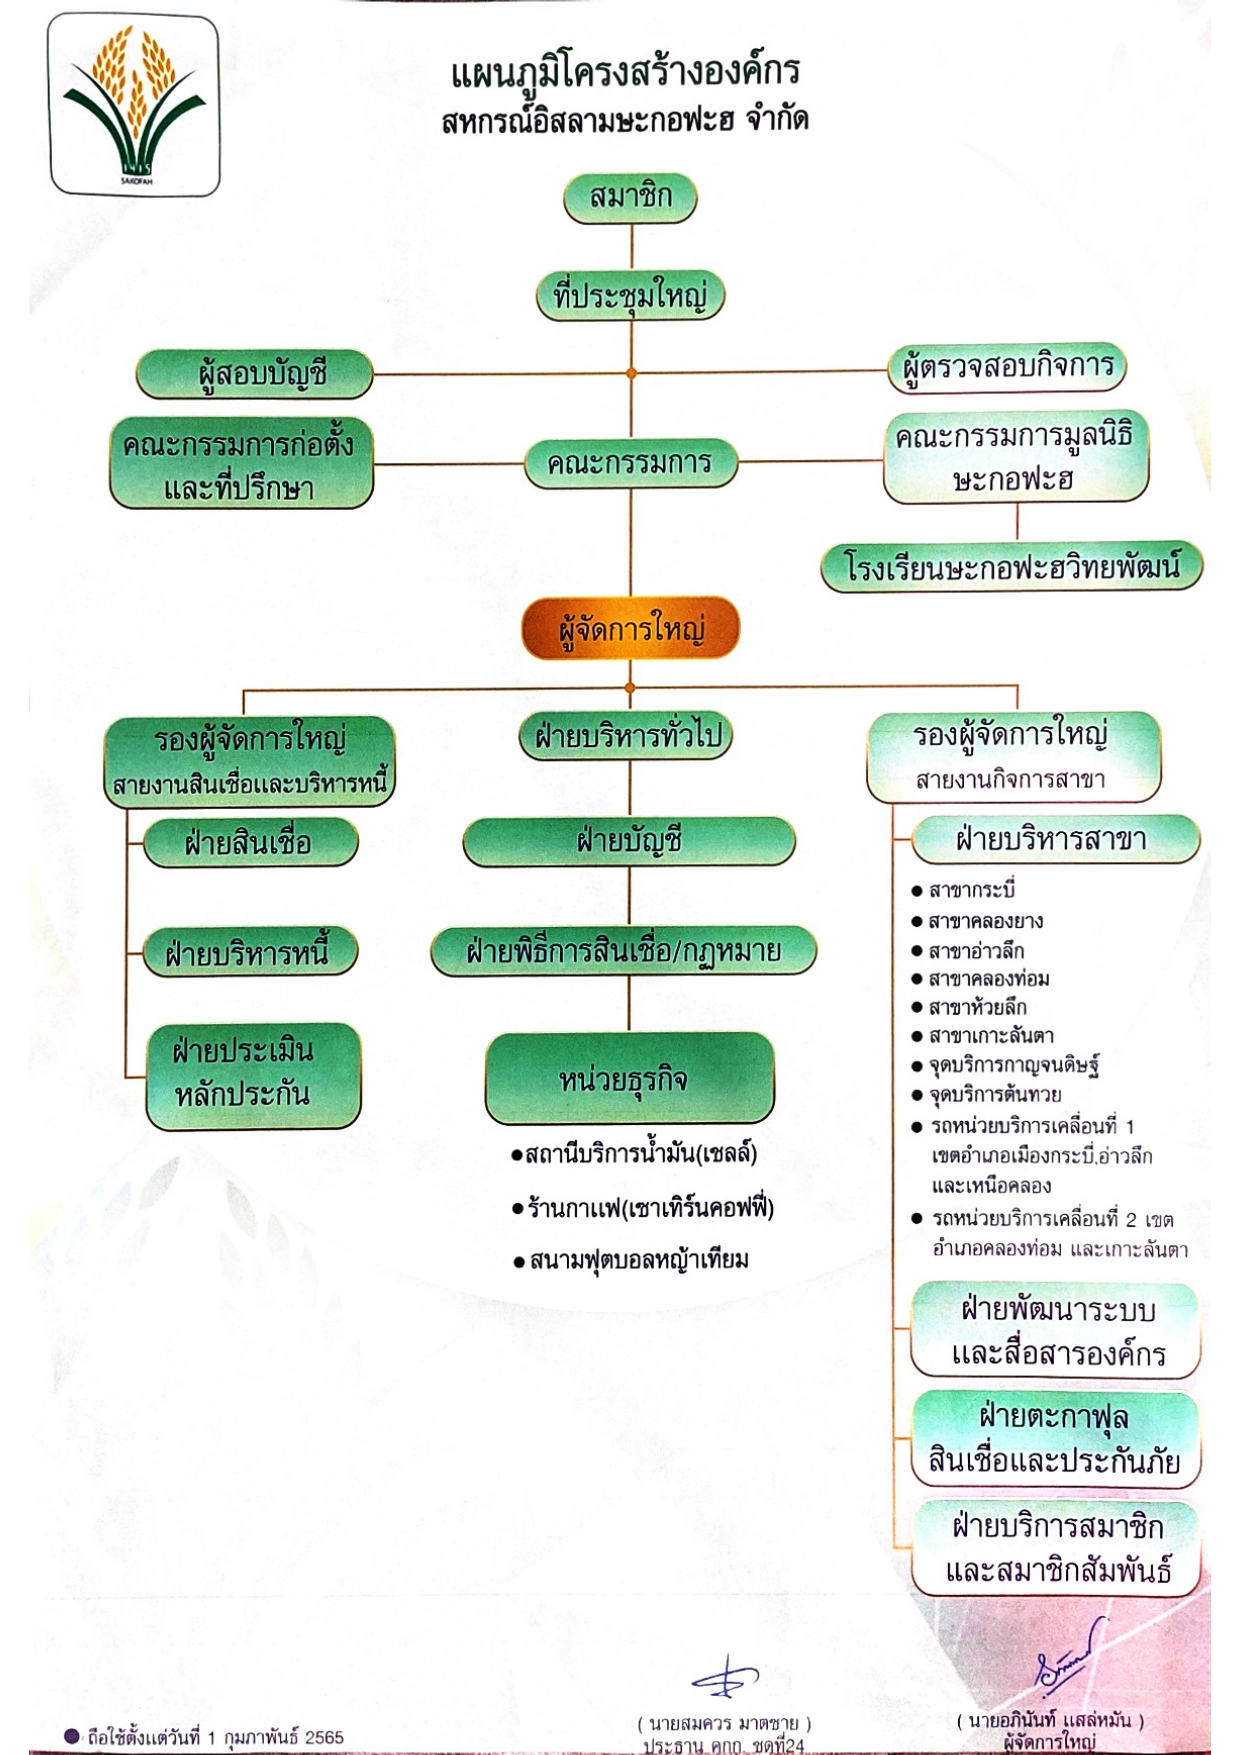 1415
SAKOFAH
แผนภูมิโครงสร้างองค์กร
สหกรณ์อิสลามษะกอฟะฮ จำกัด
สมาชิก
ที่ประชุมใหญ่
ผู้สอบบัญชี
ผู้ตรวจสอบกิจการ
คณะกรรมการก่อตั้ง
และที่ปรึกษา
คณะกรรมการ
คณะกรรมการมูลนิธิ
ษะกอฟะฮ
โรงเรียนษะกอฟะฮวิทยพัฒน์
ผู้จัดการใหญ่
รองผู้จัดการใหญ่
สายงานสินเชื่อและบริหารหนี้
ฝ่ายสินเชื่อ
ฝ่ายบริหารหนี้
ฝ่ายประเมิน
หลักประกัน
ฝ่ายบริหารทั่วไป
ฝ่ายบัญชี
ฝ่ายพิธีการสินเชื่อ/กฏหมาย
หน่วยธุรกิจ
●สถานีบริการน้ำมัน(เชลล์)
●ร้านกาแฟ(เซาเทิร์นคอฟฟี่)
●สนามฟุตบอลหญ้าเทียม
รองผู้จัดการใหญ่
สายงานกิจการสาขา
ฝ่ายบริหารสาขา
● สาขากระบี่
● สาขาคลองยาง
● สาขาอ่าวลึก
● สาขาคลองท่อม
● สาขาห้วยลึก
● สาขาเกาะลันตา
● จุดบริการกาญจนดิษฐ์
● จุดบริการต้นทวย
● รถหน่วยบริการเคลื่อนที่ 1
เขตอำเภอเมืองกระบี่,อ่าวลึก
และเหนือคลอง
● รถหน่วยบริการเคลื่อนที่ 2 เขต
อำเภอคลองท่อม และเกาะลันตา
ฝ่ายพัฒนาระบบ
และสื่อสารองค์กร
ฝ่ายตะกาฟุล
สินเชื่อและประกันภัย
ฝ่ายบริการสมาชิก
และสมาชิกสัมพันธ์
● ถือใช้ตั้งแต่วันที่ 1 กุมภาพันธ์ 2565
( นายสมควร มาตชาย )
ประธาน คกก. ชุดที่24
( นายอภินันท์ แสล่หมัน )
ผู้จัดการใหญ่